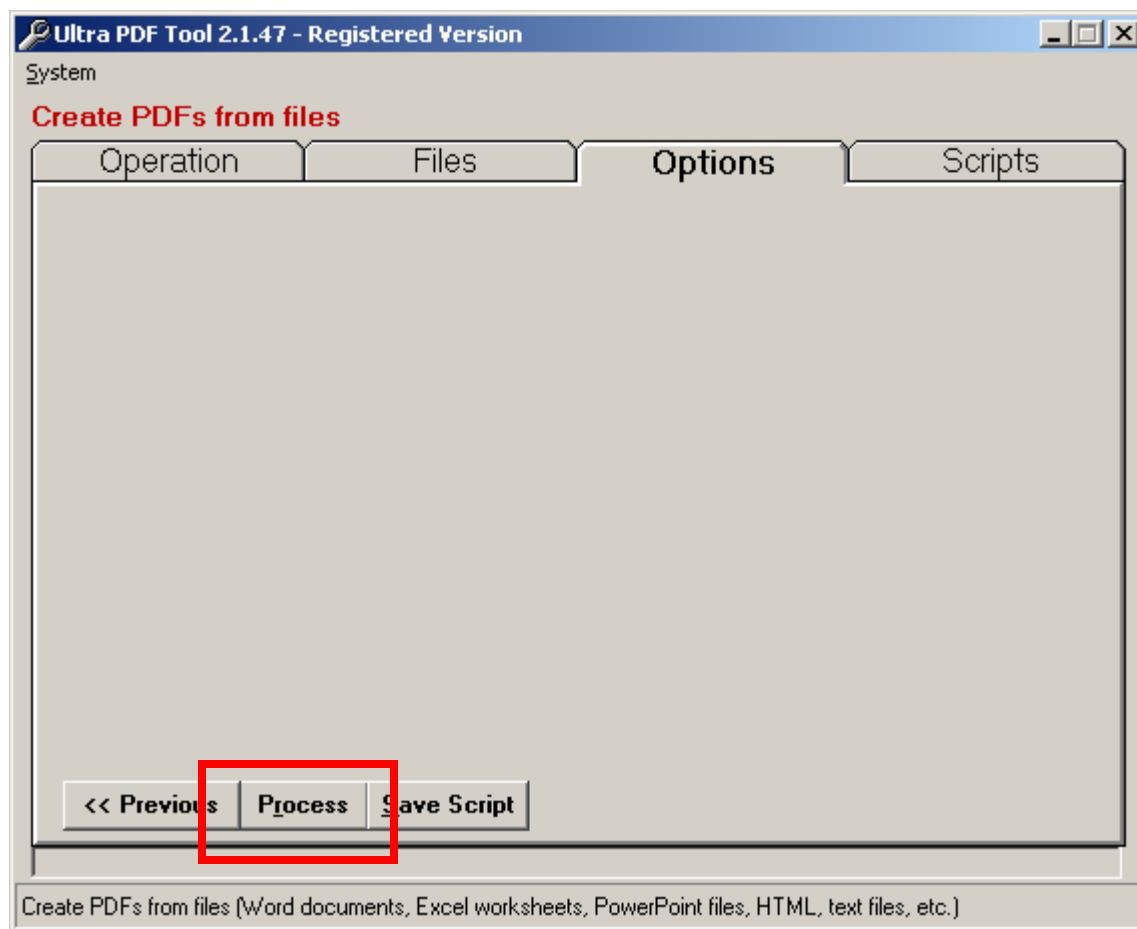 Ultra PDF Tool 2.1.47 - Registered Version
System
Create PDFs from files
Operation Files Options Scripts
<< Previous Process Save Script
Create PDFs from files (Word documents, Excel worksheets, PowerPoint files, HTML, text files, etc.)